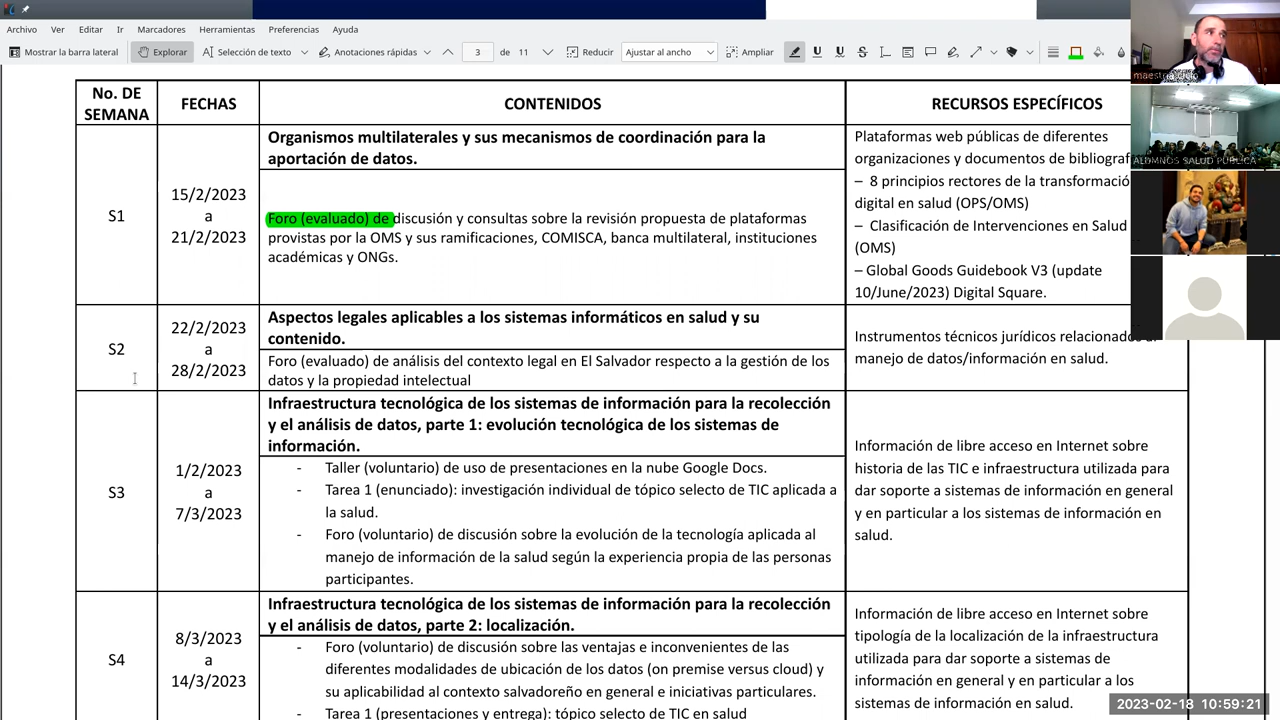 Archivo Ver Editar Ir Marcadores Herramientas Preferencias Ayuda
Mostrar la barra lateral Explorar Selección de texto Anotaciones rápidas 3 de 11 Reducir Ajustar al ancho Ampliar
No. DE
SEMANA
FECHAS
CONTENIDOS
RECURSOS ESPECÍFICOS
S1
15/2/2023
a
21/2/2023
Organismos multilaterales y sus mecanismos de coordinación para la
aportación de datos.
Foro (evaluado) de discusión y consultas sobre la revisión propuesta de plataformas
provistas por la OMS y sus ramificaciones, COMISCA, banca multilateral, instituciones
académicas y ONGs.
Plataformas web públicas de diferentes
organizaciones y documentos de
– 8 principios rectores de la
digital en salud (OPS/OMS)
– Clasificación de Intervenciones en Salud
(OMS)
– Global Goods Guidebook V3 (update
10/June/2023) Digital Square.
S2
22/2/2023
a
28/2/2023
Aspectos legales aplicables a los sistemas informáticos en salud y su
contenido.
Foro (evaluado) de análisis del contexto legal en El Salvador respecto a la gestión de los
datos y la propiedad intelectual
Instrumentos técnicos jurídicos
manejo de datos/información en salud.
S3
1/2/2023
a
7/3/2023
Infraestructura tecnológica de los sistemas de información para la recolección
y el análisis de datos, parte 1: evolución tecnológica de los sistemas de
información.
- Taller (voluntario) de uso de presentaciones en la nube Google Docs.
- Tarea 1 (enunciado): investigación individual de tópico selecto de TIC aplicada a
la salud.
- Foro (voluntario) de discusión sobre la evolución de la tecnología aplicada al
manejo de información de la salud según la experiencia propia de las personas
participantes.
Información de libre acceso en Internet sobre
historia de las TIC e infraestructura utilizada para
dar soporte a sistemas de información en general
y en particular a los sistemas de información en
salud.
S4
8/3/2023
a
14/3/2023
Infraestructura tecnológica de los sistemas de información para la recolección
y el análisis de datos, parte 2: localización.
- Foro (voluntario) de discusión sobre las ventajas e inconvenientes de las
diferentes modalidades de ubicación de los datos (on premise versus cloud) y
su aplicabilidad al contexto salvadoreño en general e iniciativas particulares.
- Tarea 1 (presentaciones y entrega): tópico selecto de TIC en salud
Información de libre acceso en Internet sobre
tipología de la localización de la infraestructura
utilizada para dar soporte a sistemas de
información en general y en particular a los
sistemas de información en salud.
ALUMNOS SALUD PUBLICA
2023-02-18 10:59:21